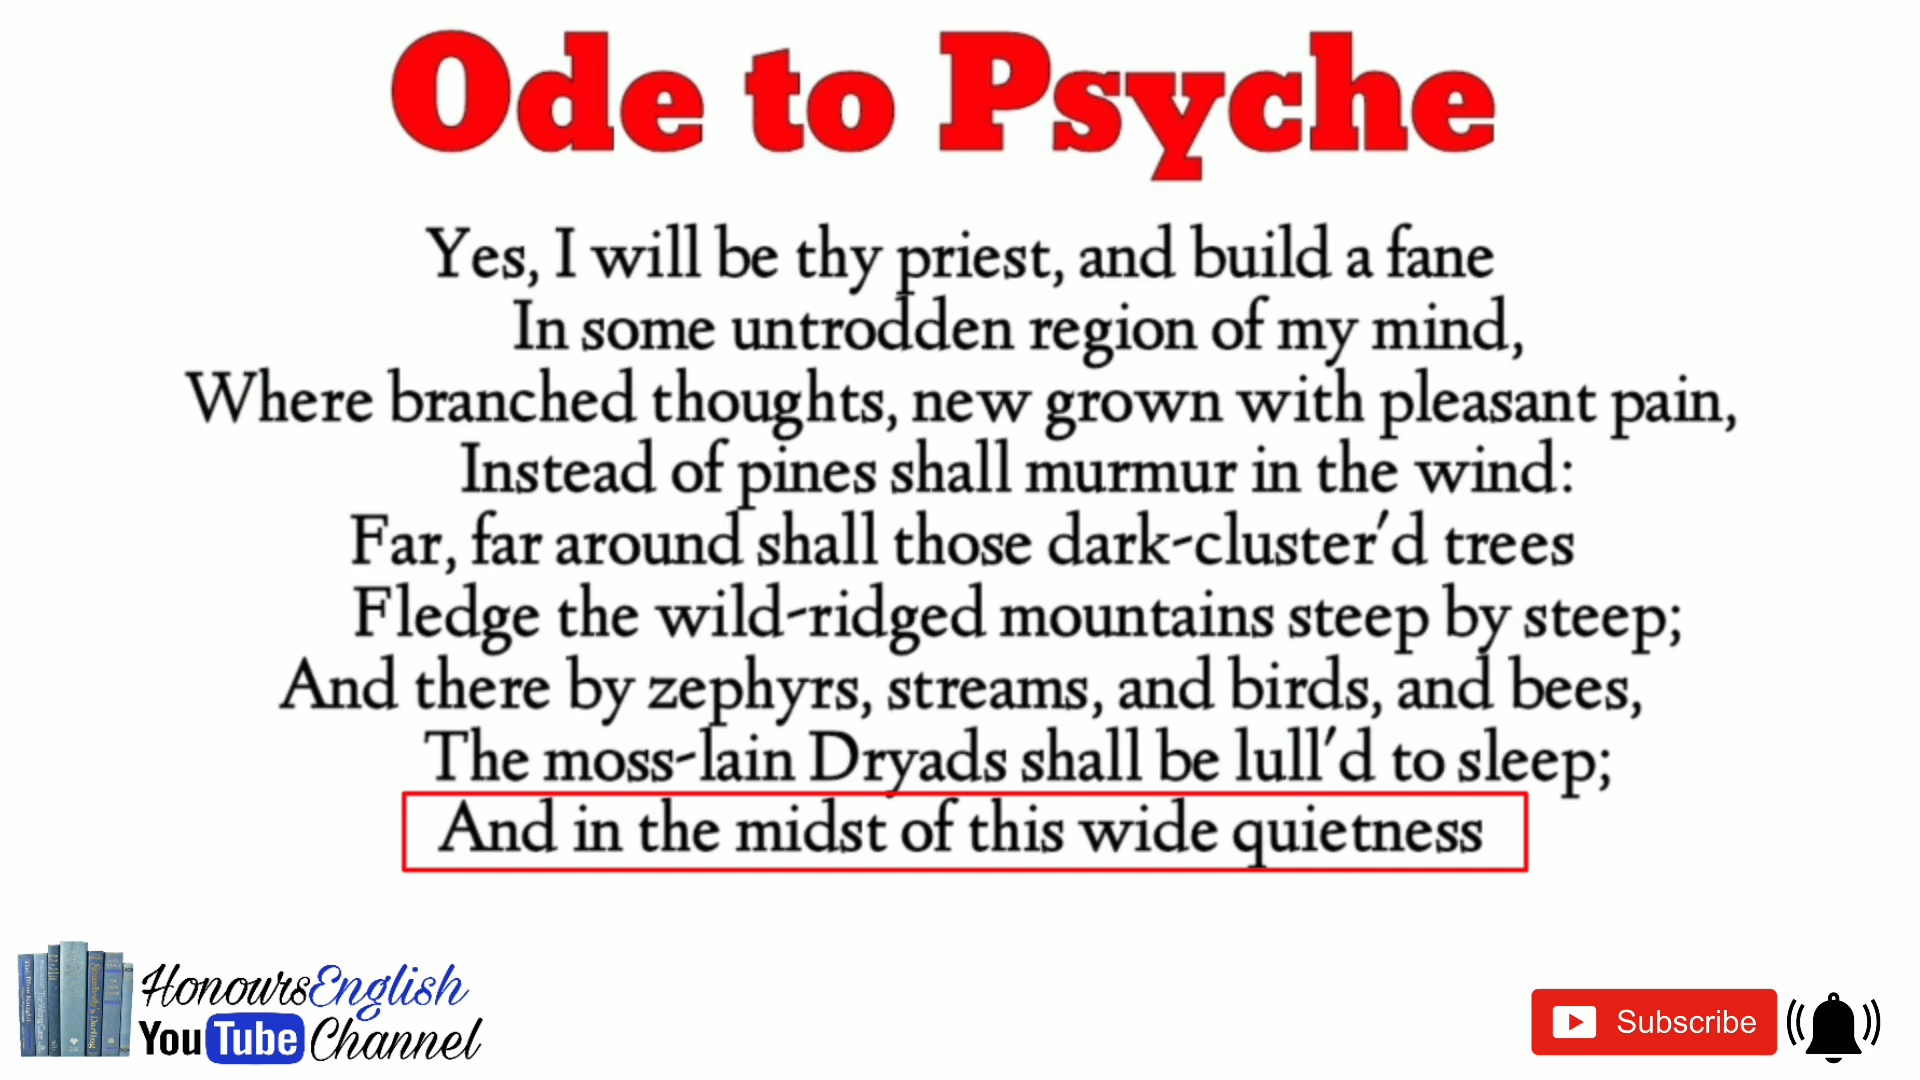 Ode to Psyche
Yes, I will be thy priest, and build a fane
In some untrodden region of my mind,
Where branched thoughts, new grown with pleasant pain,
Instead of pines shall murmur in the wind:
Far, far around shall those dark-cluster'd trees
Fledge the wild-ridged mountains steep by steep;
And there by zephyrs, streams, and birds, and bees,
The moss-lain Dryads shall be lull'd to sleep;
And in the midst of this wide quietness
HonoursEnglish
YouTube Channel
Subscribe